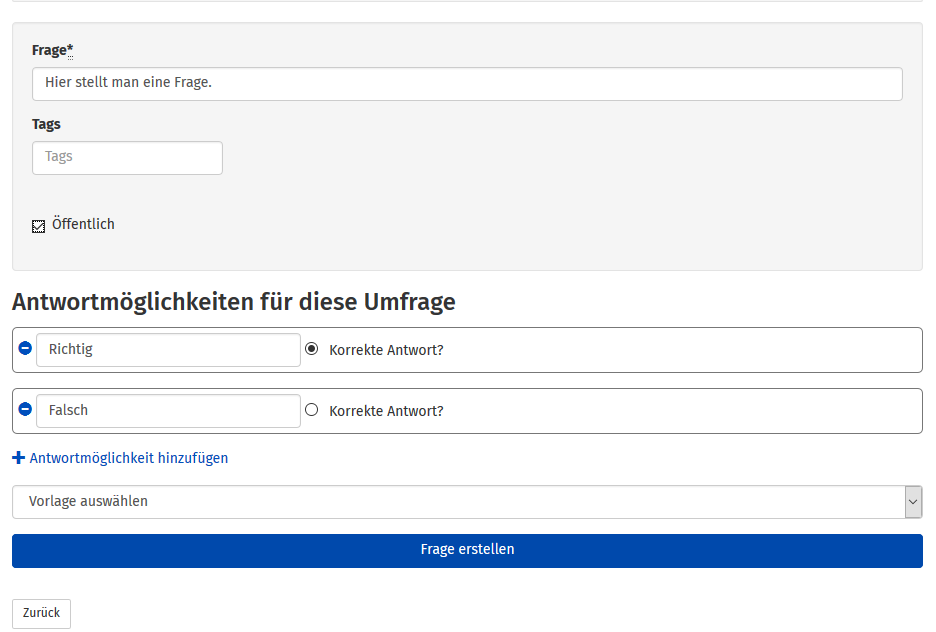 Frage*
Hier stellt man eine Frage.
Tags
Tags
Öffentlich
Antwortmöglichkeiten für diese Umfrage
Richtig Korrekte Antwort?
Falsch Korrekte Antwort?
Antwortmöglichkeit hinzufügen
Vorlage auswählen
Frage erstellen
Zurück